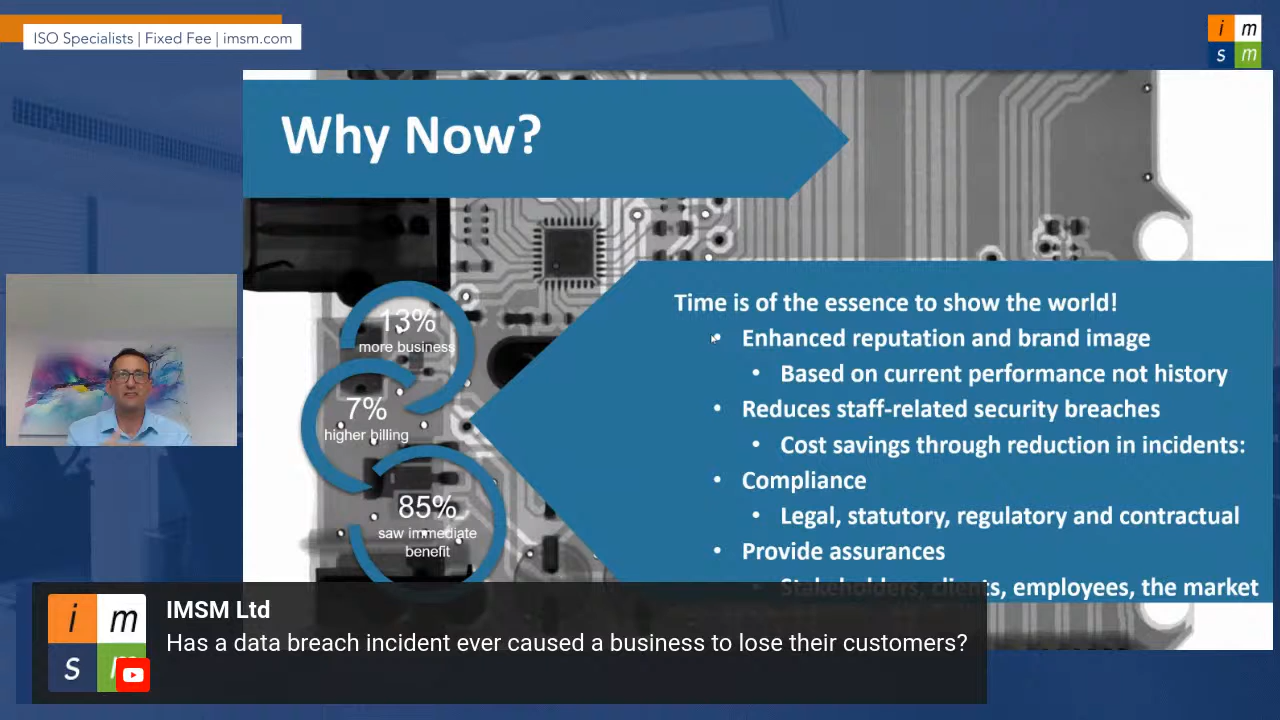 ISO Specialists | Fixed Fee | imsm.com
i m
s m
Why Now?
13%
more business
7%
higher billing
85%
saw immediate
benefit
Time is of the essence to show the world!
• Enhanced reputation and brand image
• Based on current performance not history
• Reduces staff-related security breaches
• Cost savings through reduction in incidents:
• Compliance
• Legal, statutory, regulatory and contractual
• Provide assurances
• Stakeholders, clients, employees, the market
i m
s m
IMSM Ltd
Has a data breach incident ever caused a business to lose their customers?